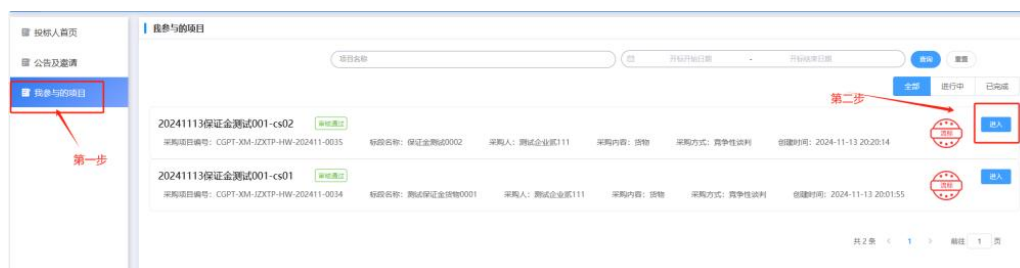 投标人首页
公告及邀请
我参与的项目
第一步
我参与的项目
项目名称 开标开始日期 - 开标结束日期 查询 重置
全部 进行中 已完成
第二步
20241113保证金测试001-cs02 审核通过 流标 进入
采购项目编号：CGPT-XM-JZXTP-HW-202411-0035 标段名称：保证金测试0002 采购人：测试企业贰111 采购内容：货物 采购方式：竞争性谈判 创建时间：2024-11-13 20:20:14
20241113保证金测试001-cs01 审核通过 流标 进入
采购项目编号：CGPT-XM-JZXTP-HW-202411-0034 标段名称：测试保证金货物0001 采购人：测试企业贰111 采购内容：货物 采购方式：竞争性谈判 创建时间：2024-11-13 20:01:55
共 2 条 < 1 > 前往 1 页